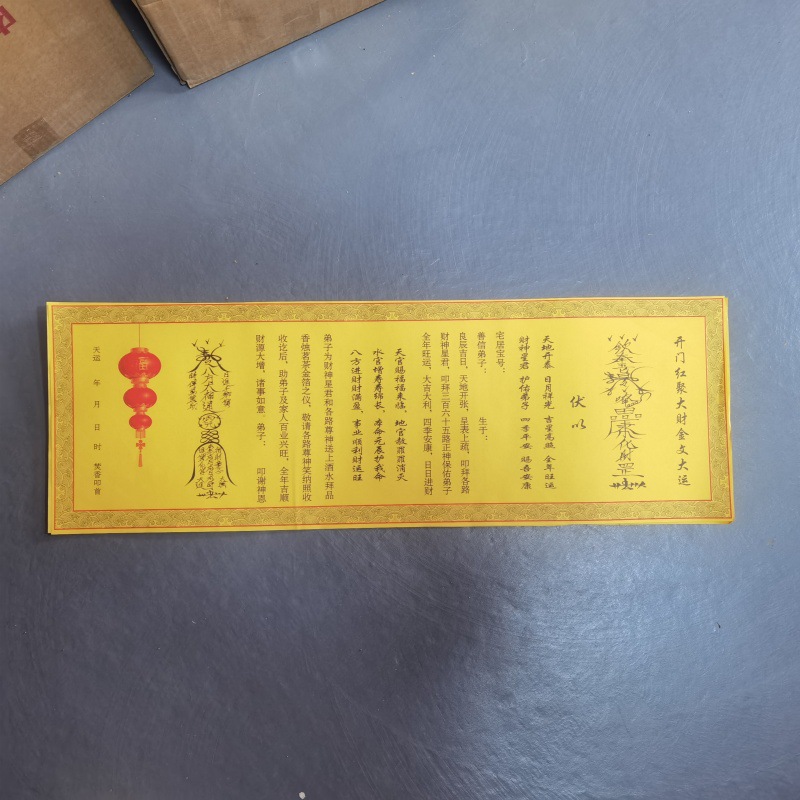 开门红聚大财金文大运
伏以
天地开泰 日月祥光 吉星高照 全年旺运
财神星君 护佑弟子 四季平安 赐吾安康
宅居宝号：
善信弟子： 生于：
良辰吉日，天地开张，呈表上疏，叩拜各路
财神星君，叩拜三百六十五路正神保佑弟子
全年旺运，大吉大利，四季安康，日日进财
天官赐福福来临，地官赦罪罪消灭
水官增寿寿绵长，本命元辰护我命
八方进财财满盈，事业顺利财运旺
弟子为财神星君和各路尊神送上酒水拜品
香烛茗茶金箔之仪，敬请各路尊神笑纳照收
收讫后，助弟子及家人百业兴旺，全年吉顺
财源大增，诸事如意 弟子： 叩谢神恩
天运 年 月 日 时 焚香叩首